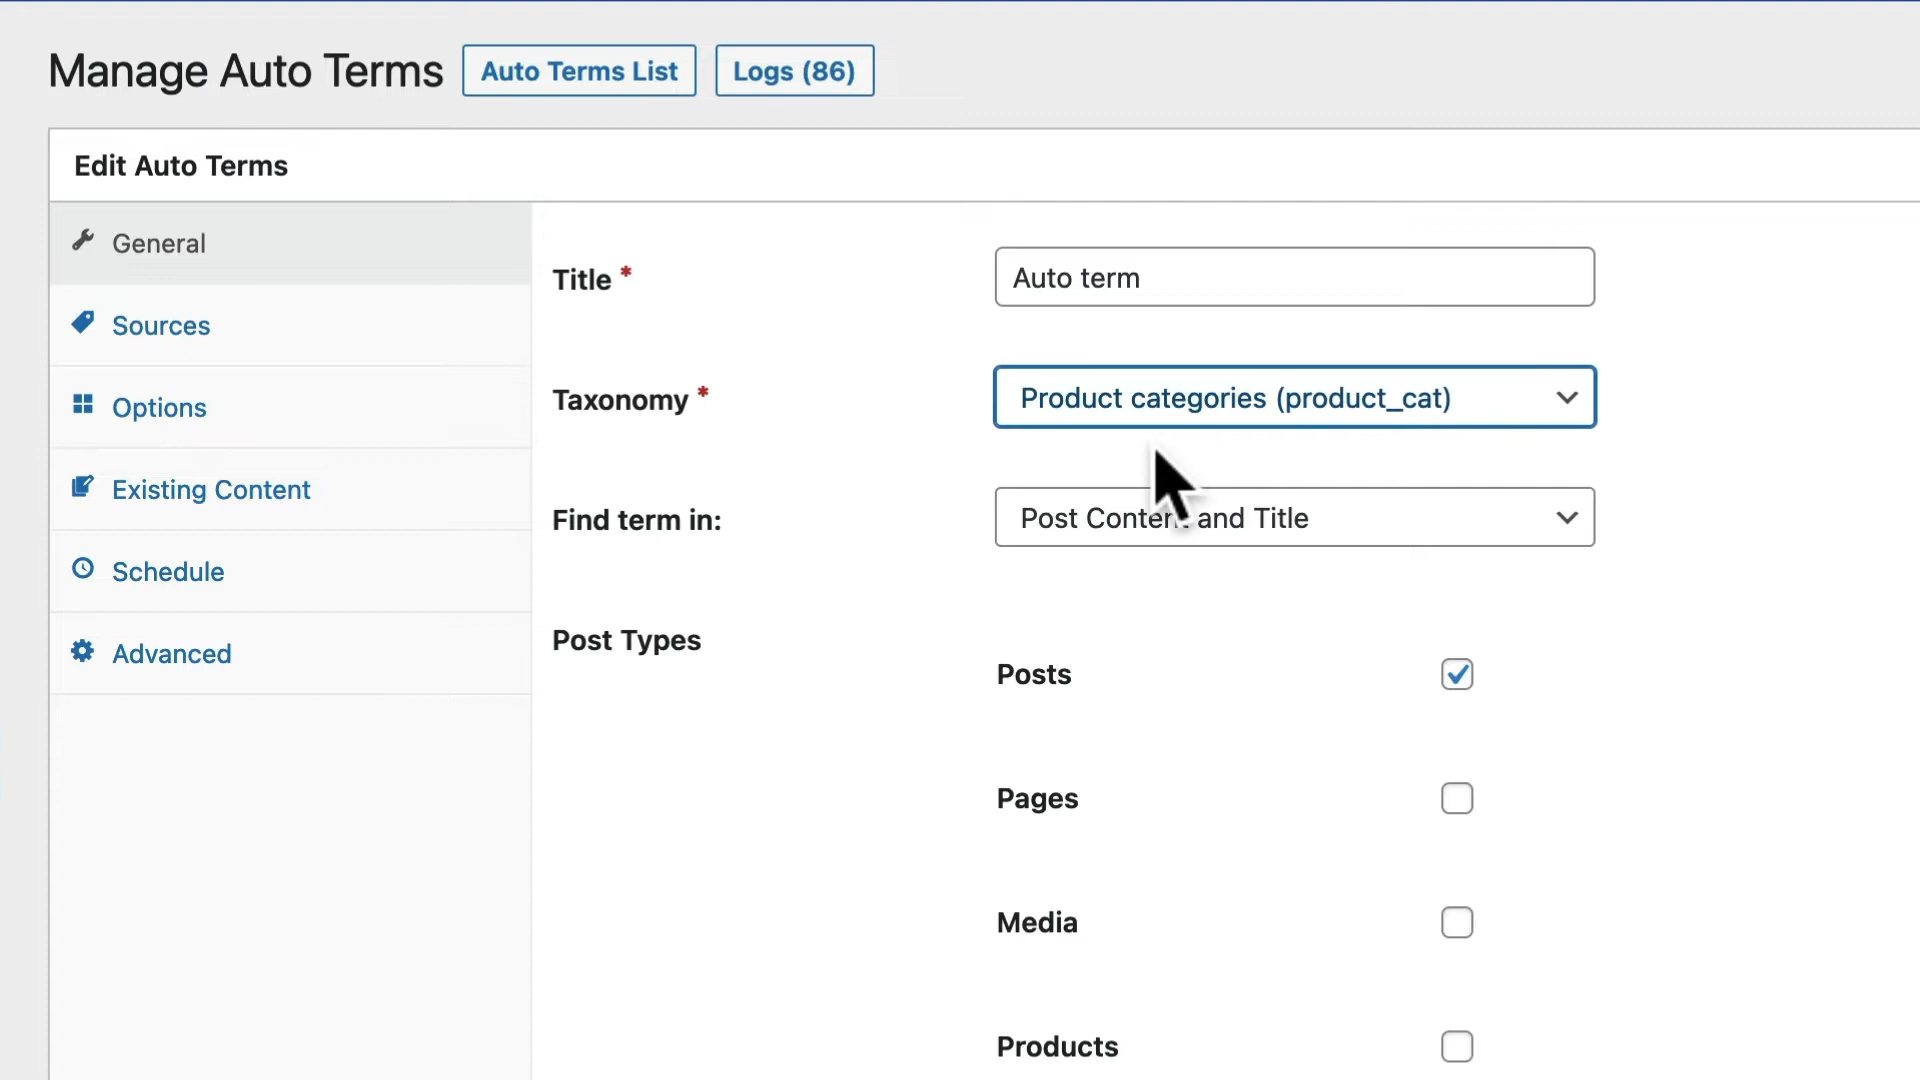 Manage Auto Terms
Auto Terms List
Logs (86)
Edit Auto Terms
General
Sources
Options
Existing Content
Schedule
Advanced
Title *
Auto term
Taxonomy *
Product categories (product_cat)
Find term in:
Post Content and Title
Post Types
Posts
Pages
Media
Products